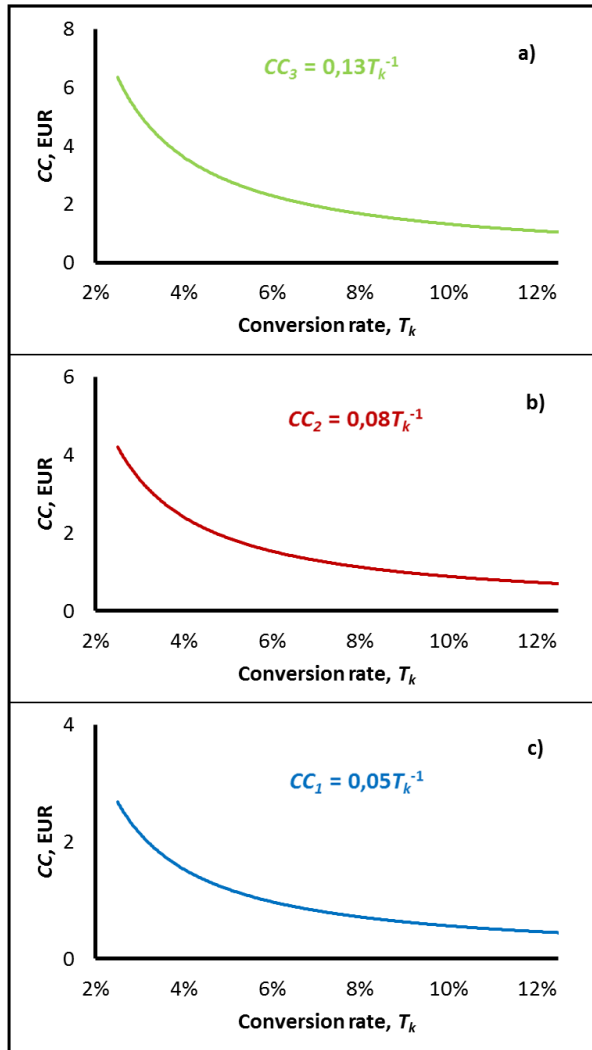 8
a)
CC₃ = 0,13Tₖ⁻¹
6
CC, EUR
4
2
0
2% 4% 6% 8% 10% 12%
Conversion rate, Tₖ
6
b)
CC₂ = 0,08Tₖ⁻¹
4
CC, EUR
2
0
2% 4% 6% 8% 10% 12%
Conversion rate, Tₖ
4
c)
CC₁ = 0,05Tₖ⁻¹
CC, EUR
2
0
2% 4% 6% 8% 10% 12%
Conversion rate, Tₖ